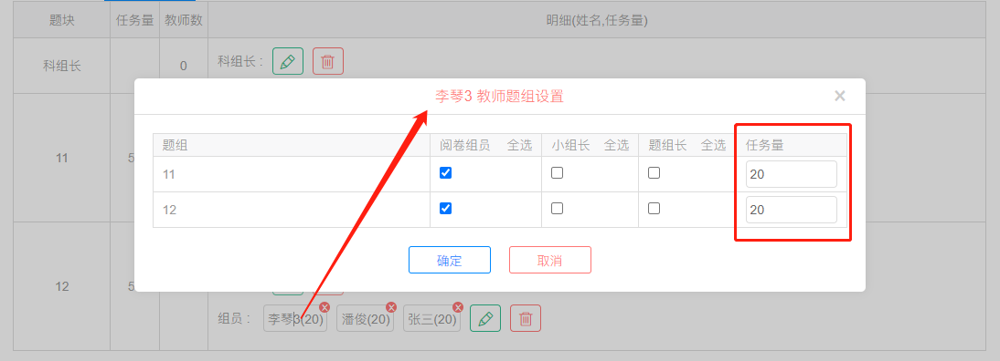 题块 任务量 教师数 明细(姓名,任务量)
科组长 0 科组长 :
李琴3 教师题组设置 ×
题组 阅卷组员 全选 小组长 全选 题组长 全选 任务量
11 5
11 20
12 20
确定 取消
12 5
组员 : 李琴3(20) 潘俊(20) 张三(20)